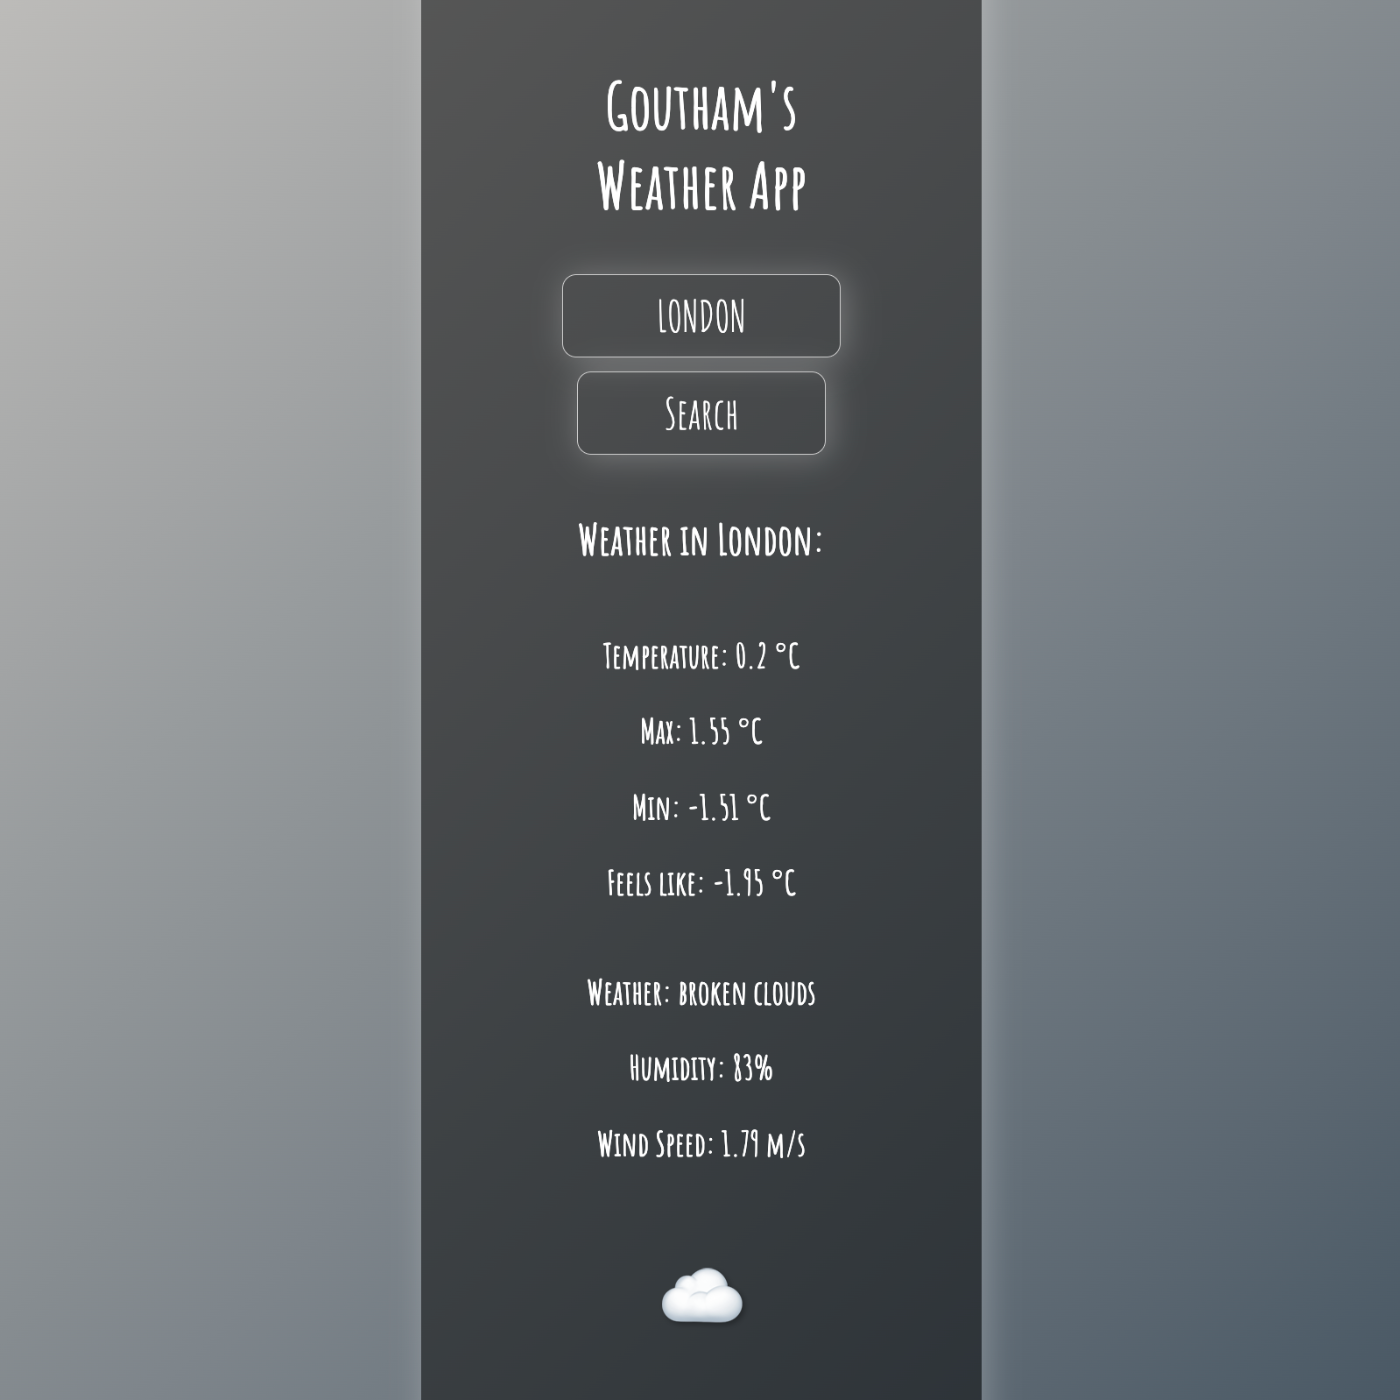 Goutham's
Weather App
LONDON
Search
Weather in London:
Temperature: 0.2 °C
Max: 1.55 °C
Min: -1.51 °C
Feels like: -1.95 °C
Weather: broken clouds
Humidity: 83%
Wind Speed: 1.79 m/s